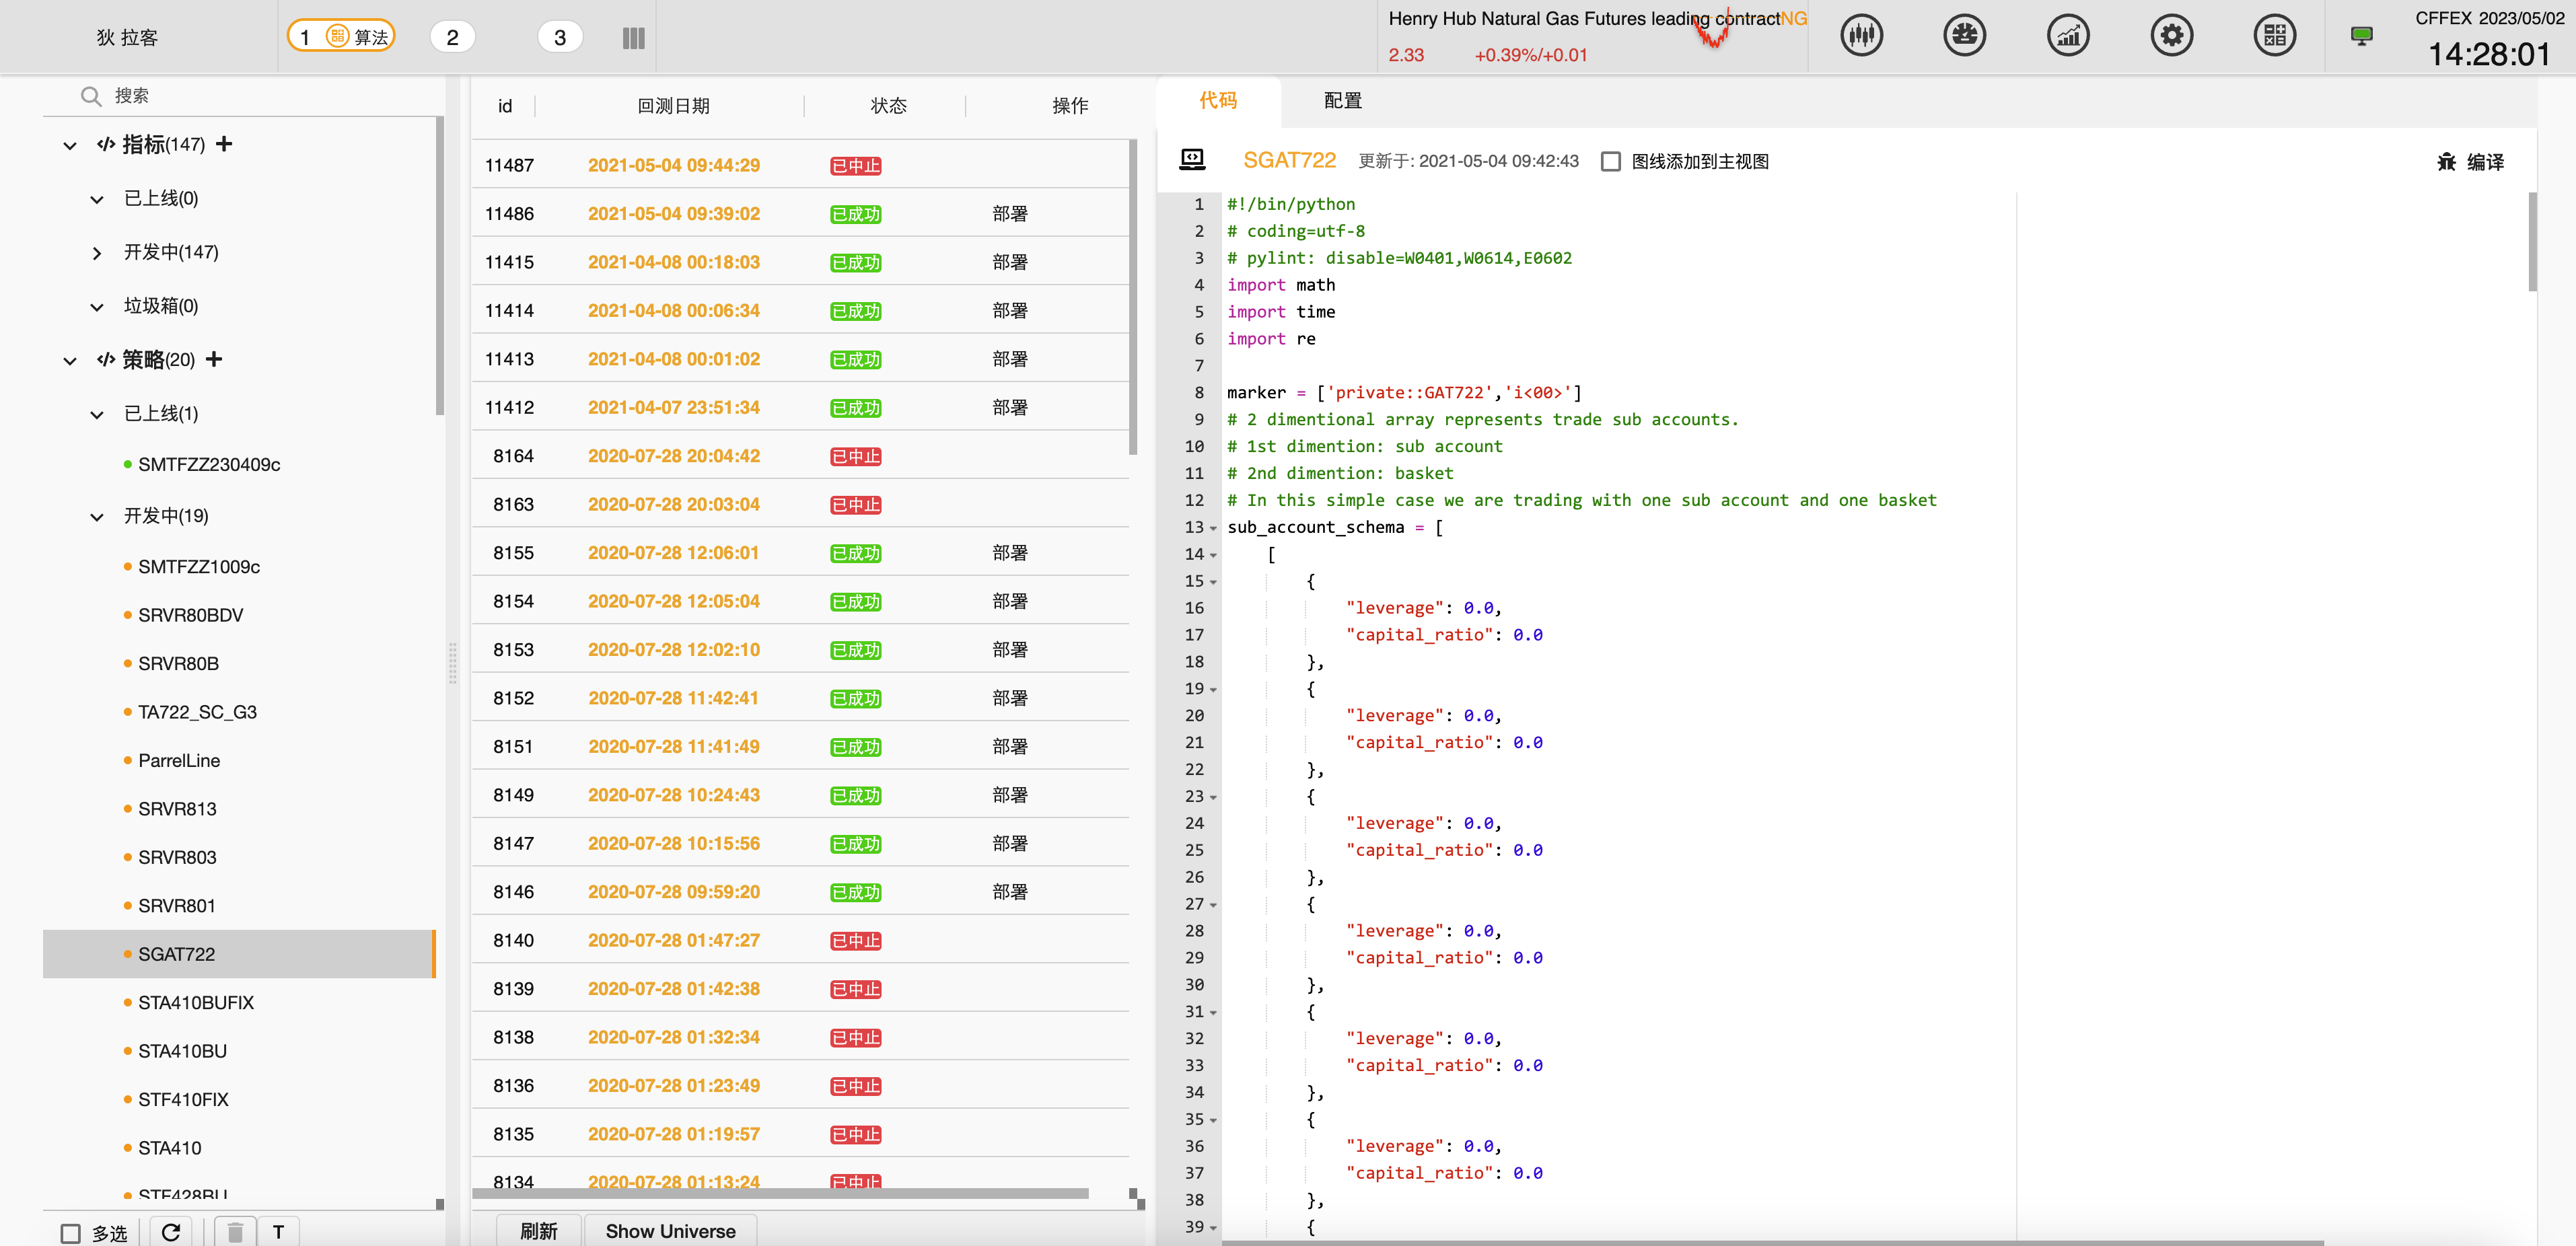 狄 拉客
1 算法
2
3
Henry Hub Natural Gas Futures leading contract NG
2.33 +0.39%/+0.01
CFFEX 2023/05/02
14:28:01
搜索
指标(147)
已上线(0)
开发中(147)
垃圾箱(0)
策略(20)
已上线(1)
SMTFZZ230409c
开发中(19)
SMTFZZ1009c
SRVR80BDV
SRVR80B
TA722_SC_G3
ParrelLine
SRVR813
SRVR803
SRVR801
SGAT722
STA410BUFIX
STA410BU
STF410FIX
STA410
STF428BU
多选
T
id 回测日期 状态 操作
11487 2021-05-04 09:44:29 已中止
11486 2021-05-04 09:39:02 已成功 部署
11415 2021-04-08 00:18:03 已成功 部署
11414 2021-04-08 00:06:34 已成功 部署
11413 2021-04-08 00:01:02 已成功 部署
11412 2021-04-07 23:51:34 已成功 部署
8164 2020-07-28 20:04:42 已中止
8163 2020-07-28 20:03:04 已中止
8155 2020-07-28 12:06:01 已成功 部署
8154 2020-07-28 12:05:04 已成功 部署
8153 2020-07-28 12:02:10 已成功 部署
8152 2020-07-28 11:42:41 已成功 部署
8151 2020-07-28 11:41:49 已成功 部署
8149 2020-07-28 10:24:43 已成功 部署
8147 2020-07-28 10:15:56 已成功 部署
8146 2020-07-28 09:59:20 已成功 部署
8140 2020-07-28 01:47:27 已中止
8139 2020-07-28 01:42:38 已中止
8138 2020-07-28 01:32:34 已中止
8136 2020-07-28 01:23:49 已中止
8135 2020-07-28 01:19:57 已中止
8134 2020-07-28 01:13:24 已中止
刷新 Show Universe
代码 配置
SGAT722 更新于: 2021-05-04 09:42:43 图线添加到主视图 编译
1 #!/bin/python
2 # coding=utf-8
3 # pylint: disable=W0401,W0614,E0602
4 import math
5 import time
6 import re
7
8 marker = ['private::GAT722','i<00>']
9 # 2 dimentional array represents trade sub accounts.
10 # 1st dimention: sub account
11 # 2nd dimention: basket
12 # In this simple case we are trading with one sub account and one basket
13 sub_account_schema = [
14 [
15 {
16 "leverage": 0.0,
17 "capital_ratio": 0.0
18 },
19 {
20 "leverage": 0.0,
21 "capital_ratio": 0.0
22 },
23 {
24 "leverage": 0.0,
25 "capital_ratio": 0.0
26 },
27 {
28 "leverage": 0.0,
29 "capital_ratio": 0.0
30 },
31 {
32 "leverage": 0.0,
33 "capital_ratio": 0.0
34 },
35 {
36 "leverage": 0.0,
37 "capital_ratio": 0.0
38 },
39 {